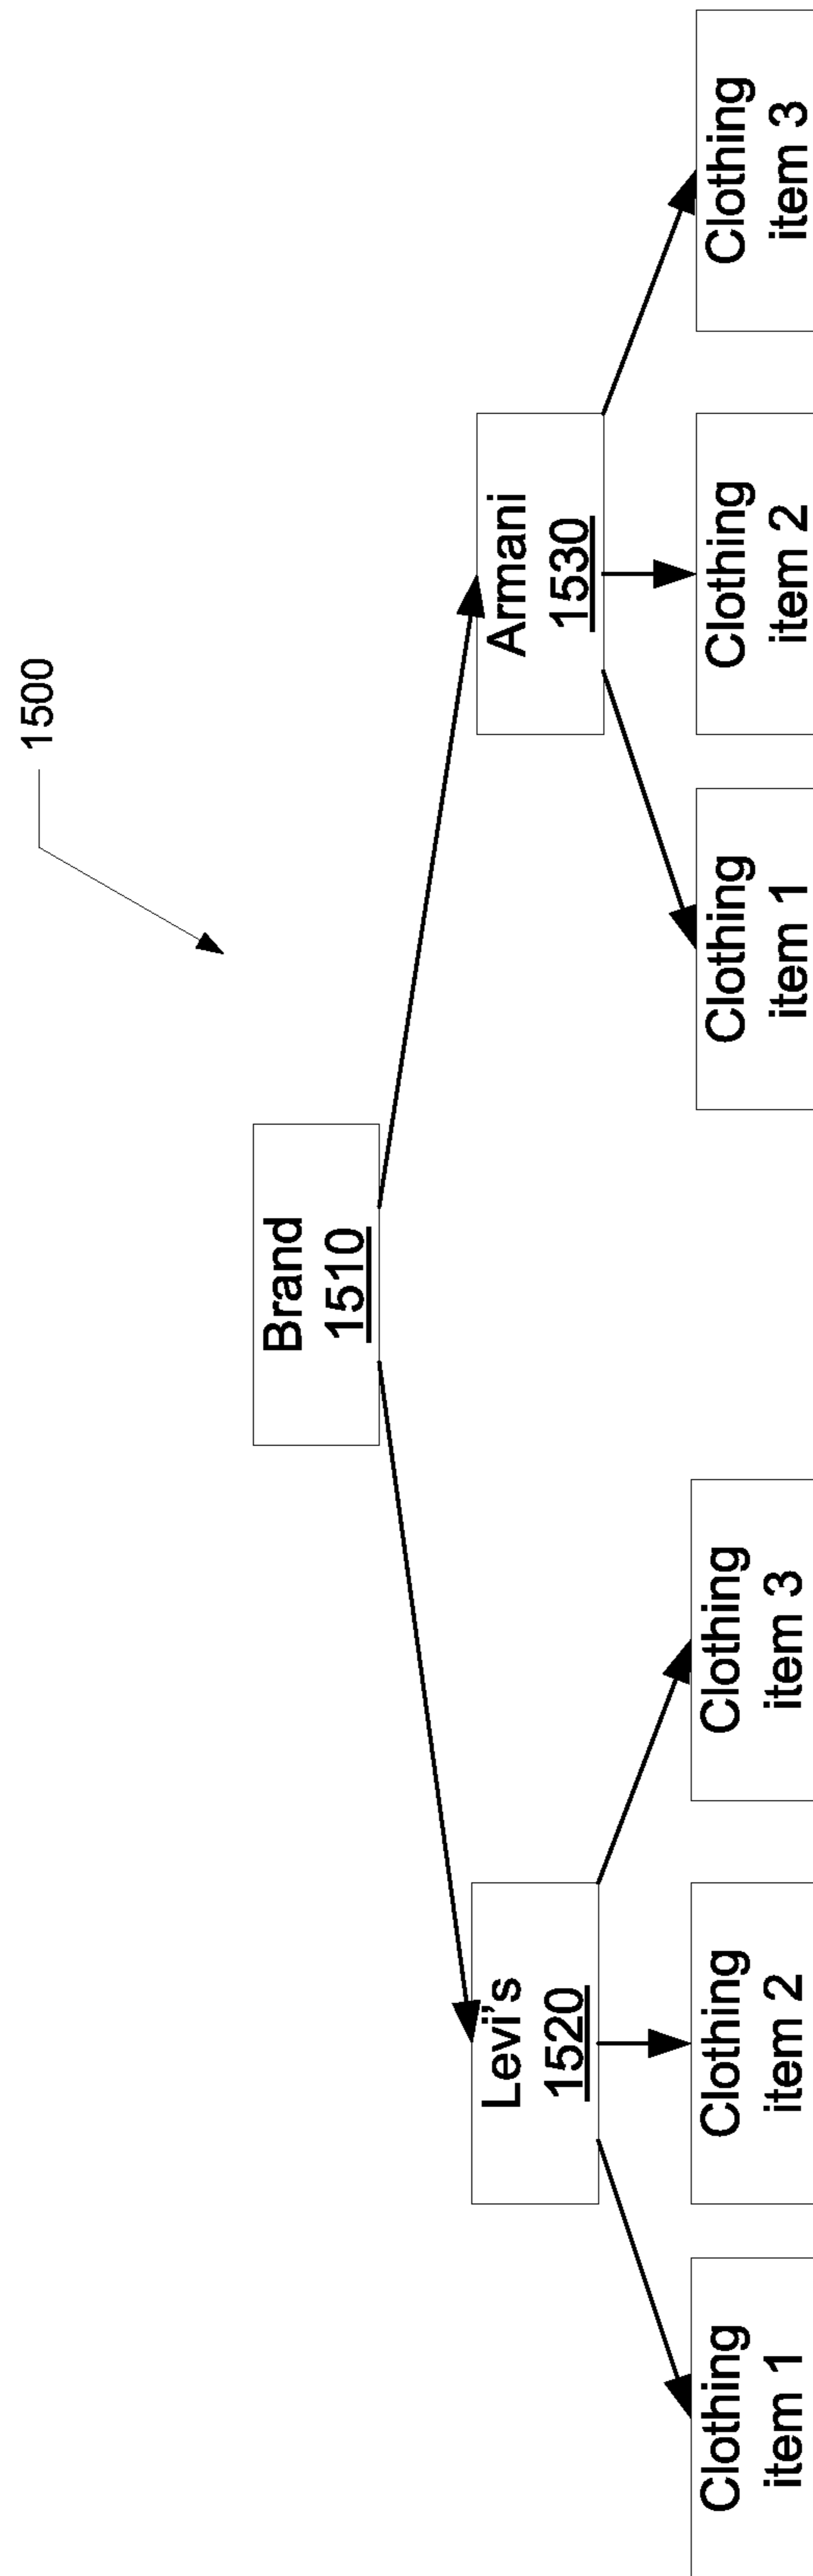 1500
Brand
1510
Levi's
1520
Armani
1530
Clothing
item 1
Clothing
item 2
Clothing
item 3
Clothing
item 1
Clothing
item 2
Clothing
item 3